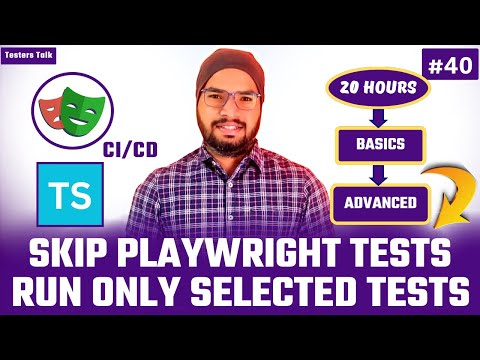 Testers Talk
#40
CI/CD
TS
20 HOURS
BASICS
ADVANCED
SKIP PLAYWRIGHT TESTS
RUN ONLY SELECTED TESTS